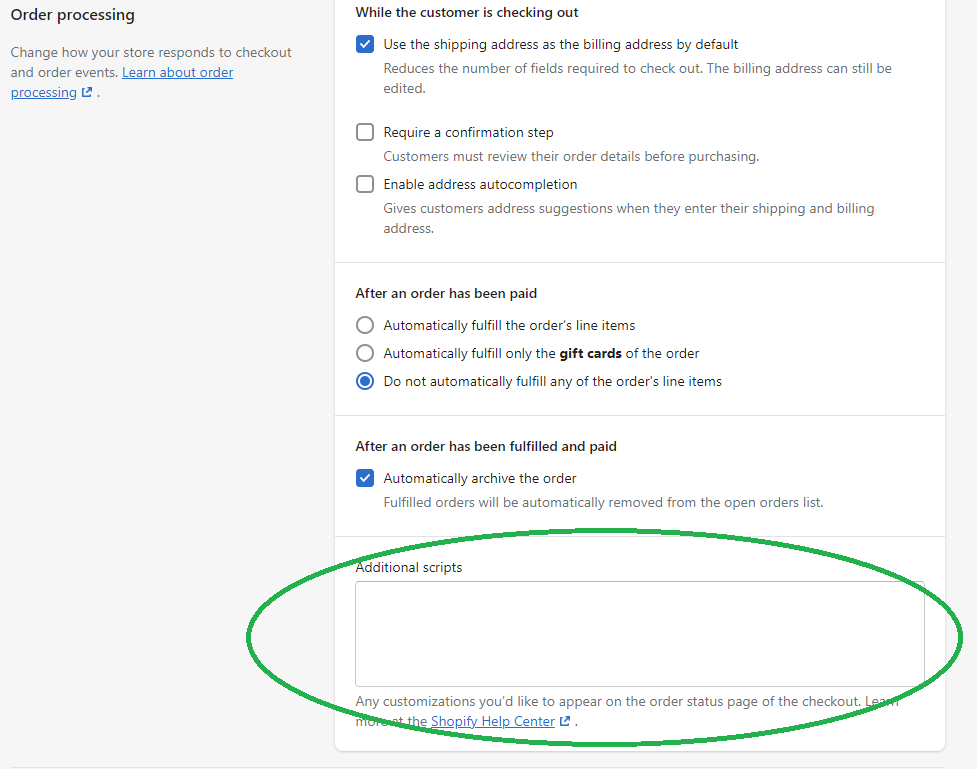 Order processing
Change how your store responds to checkout
and order events. Learn about order
processing .
While the customer is checking out
Use the shipping address as the billing address by default
Reduces the number of fields required to check out. The billing address can still be
edited.
Require a confirmation step
Customers must review their order details before purchasing.
Enable address autocompletion
Gives customers address suggestions when they enter their shipping and billing
address.
After an order has been paid
Automatically fulfill the order's line items
Automatically fulfill only the gift cards of the order
Do not automatically fulfill any of the order's line items
After an order has been fulfilled and paid
Automatically archive the order
Fulfilled orders will be automatically removed from the open orders list.
Additional scripts
Any customizations you'd like to appear on the order status page of the checkout. Learn
more at the Shopify Help Center .